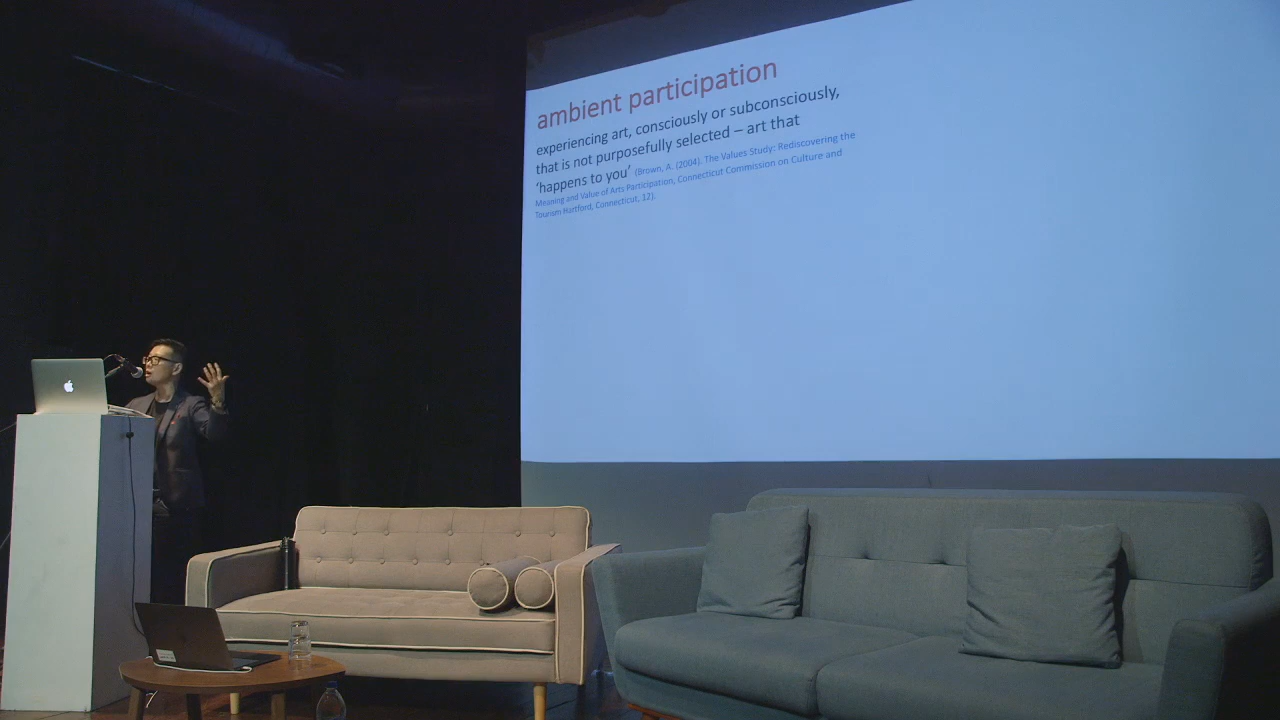 ambient participation
experiencing art, consciously or subconsciously,
that is not purposefully selected – art that
‘happens to you’ (Brown, A. (2004). The Values Study: Rediscovering the
Meaning and Value of Arts Participation, Connecticut Commission on Culture and
Tourism Hartford, Connecticut, 12).